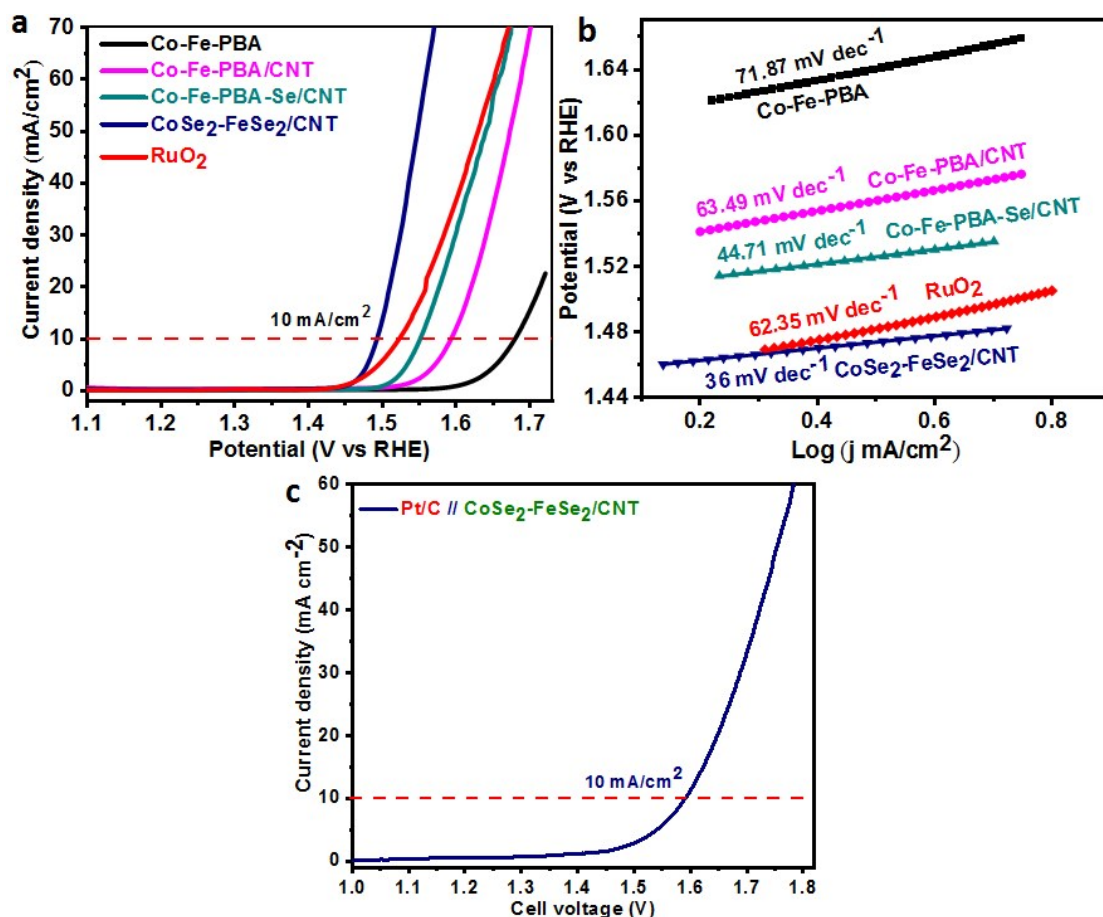 a
70
60
50
40
30
20
10
0
Current density (mA/cm²)
Co-Fe-PBA
Co-Fe-PBA/CNT
Co-Fe-PBA-Se/CNT
CoSe₂-FeSe₂/CNT
RuO₂
10 mA/cm²
1.1 1.2 1.3 1.4 1.5 1.6 1.7
Potential (V vs RHE)
b
1.64
1.60
1.56
1.52
1.48
1.44
Potential (V vs RHE)
71.87 mV dec⁻¹
Co-Fe-PBA
63.49 mV dec⁻¹ Co-Fe-PBA/CNT
44.71 mV dec⁻¹ Co-Fe-PBA-Se/CNT
62.35 mV dec⁻¹ RuO₂
36 mV dec⁻¹ CoSe₂-FeSe₂/CNT
0.2 0.4 0.6 0.8
Log (j mA/cm²)
c
60
50
40
30
20
10
0
Current density (mA cm⁻²)
Pt/C // CoSe₂-FeSe₂/CNT
10 mA/cm²
1.0 1.1 1.2 1.3 1.4 1.5 1.6 1.7 1.8
Cell voltage (V)